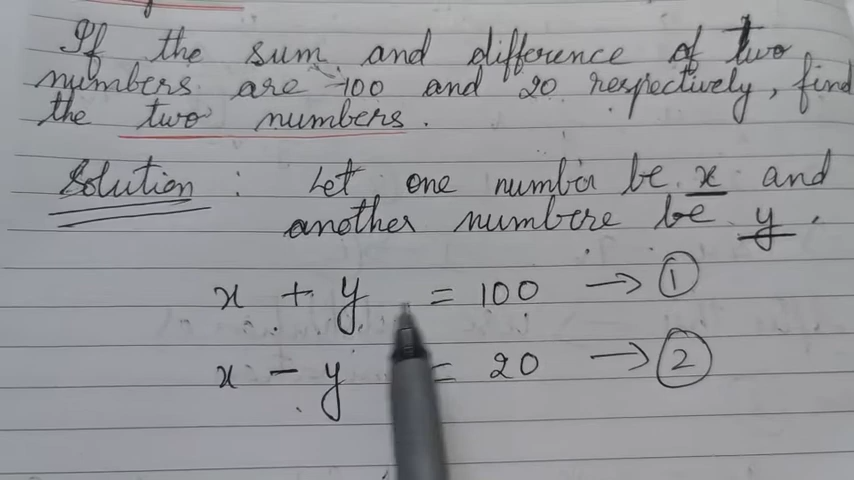 If the sum and difference of two
numbers are 100 and 20 respectively, find
the two numbers.
Solution : Let one number be x and
another numbere be y.
x + y = 100 → ①
x - y = 20 → ②